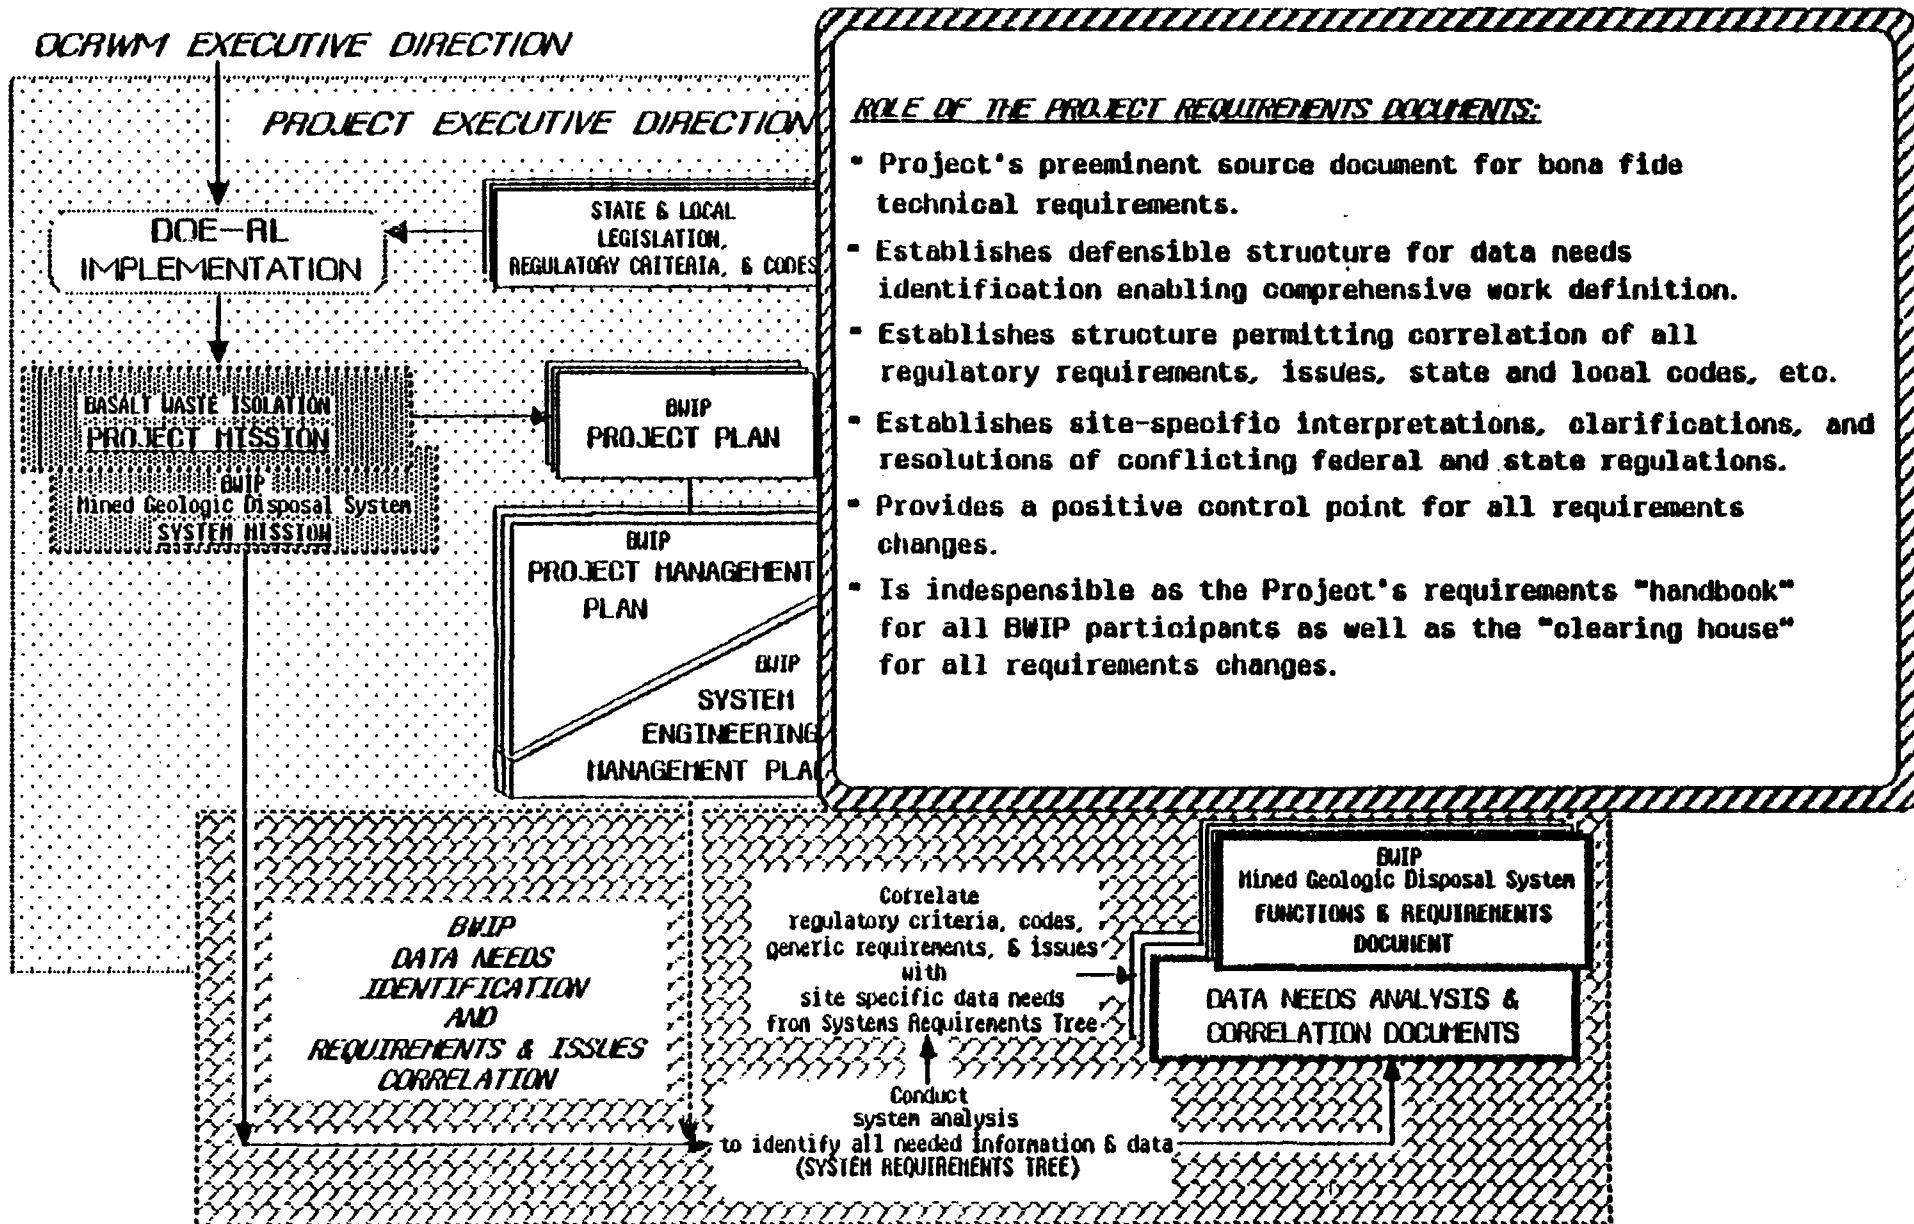 OCRWM EXECUTIVE DIRECTION
PROJECT EXECUTIVE DIRECTION
DOE-RL
IMPLEMENTATION
STATE & LOCAL
LEGISLATION,
REGULATORY CRITERIA, & CODES
BASALT WASTE ISOLATION
PROJECT MISSION
BWIP
Mined Geologic Disposal System
SYSTEM MISSION
BWIP
PROJECT PLAN
BWIP
PROJECT MANAGEMENT
PLAN
BWIP
SYSTEM
ENGINEERING
MANAGEMENT PLA
ROLE OF THE PROJECT REQUIREMENTS DOCUMENTS:
- Project's preeminent source document for bona fide
technical requirements.
- Establishes defensible structure for data needs
identification enabling comprehensive work definition.
- Establishes structure permitting correlation of all
regulatory requirements, issues, state and local codes, etc.
- Establishes site-specific interpretations, clarifications, and
resolutions of conflicting federal and state regulations.
- Provides a positive control point for all requirements
changes.
- Is indespensible as the Project's requirements "handbook"
for all BWIP participants as well as the "clearing house"
for all requirements changes.
BWIP
DATA NEEDS
IDENTIFICATION
AND
REQUIREMENTS & ISSUES
CORRELATION
Correlate
regulatory criteria, codes,
generic requirements, & issues
with
site specific data needs
from Systems Requirements Tree
BWIP
Mined Geologic Disposal System
FUNCTIONS & REQUIREMENTS
DOCUMENT
DATA NEEDS ANALYSIS &
CORRELATION DOCUMENTS
Conduct
system analysis
to identify all needed information & data
(SYSTEM REQUIREMENTS TREE)